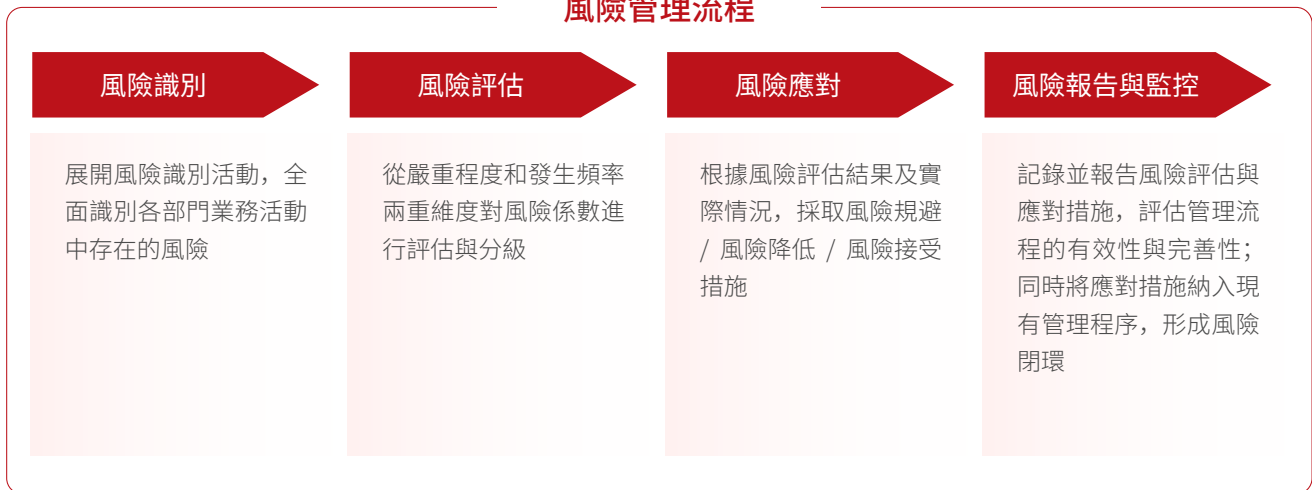 風險管理流程
風險識別
展開風險識別活動，全
面識別各部門業務活動
中存在的風險
風險評估
從嚴重程度和發生頻率
兩重維度對風險係數進
行評估與分級
風險應對
根據風險評估結果及實
際情況，採取風險規避
/ 風險降低 / 風險接受
措施
風險報告與監控
記錄並報告風險評估與
應對措施，評估管理流
程的有效性與完善性；
同時將應對措施納入現
有管理程序，形成風險
閉環